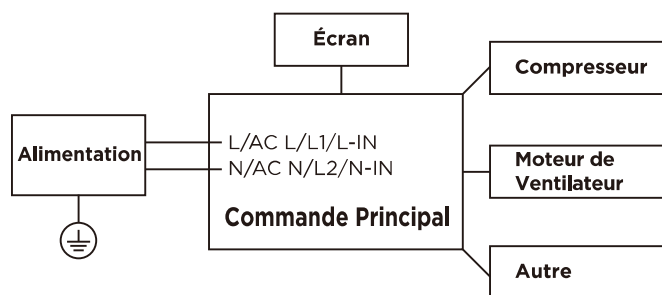 Écran
Compresseur
Alimentation
L/AC L/L1/L-IN
N/AC N/L2/N-IN
Commande Principal
Moteur de
Ventilateur
Autre